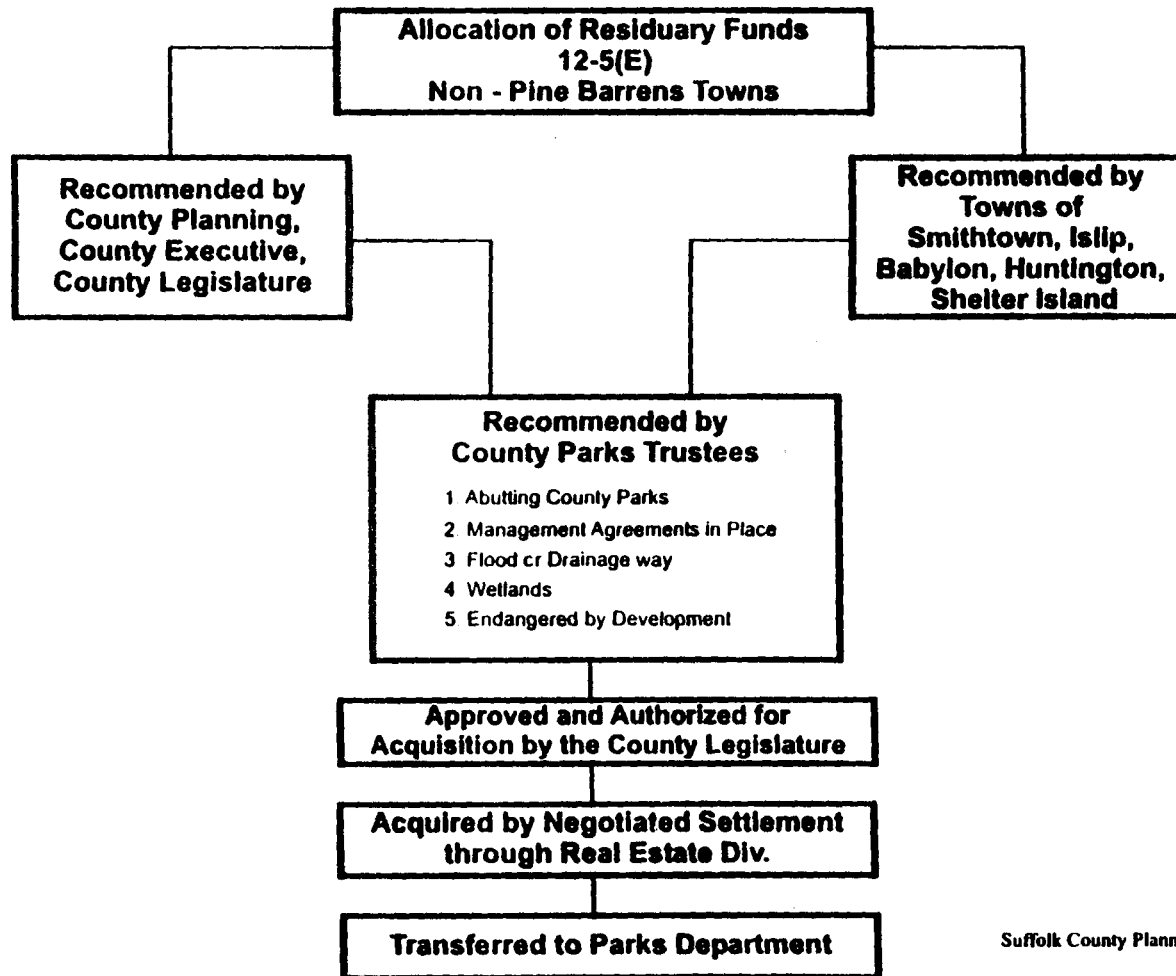 Allocation of Residuary Funds
12-5(E)
Non - Pine Barrens Towns
Recommended by
County Planning,
County Executive,
County Legislature
Recommended by
Towns of
Smithtown, Islip,
Babylon, Huntington,
Shelter Island
Recommended by
County Parks Trustees
1. Abutting County Parks
2. Management Agreements in Place
3 Flood cr Drainage way
4 Wetlands
5. Endangered by Development
Approved and Authorized for
Acquisition by the County Legislature
Acquired by Negotiated Settlement
through Real Estate Div.
Transferred to Parks Department
Suffolk County Plann